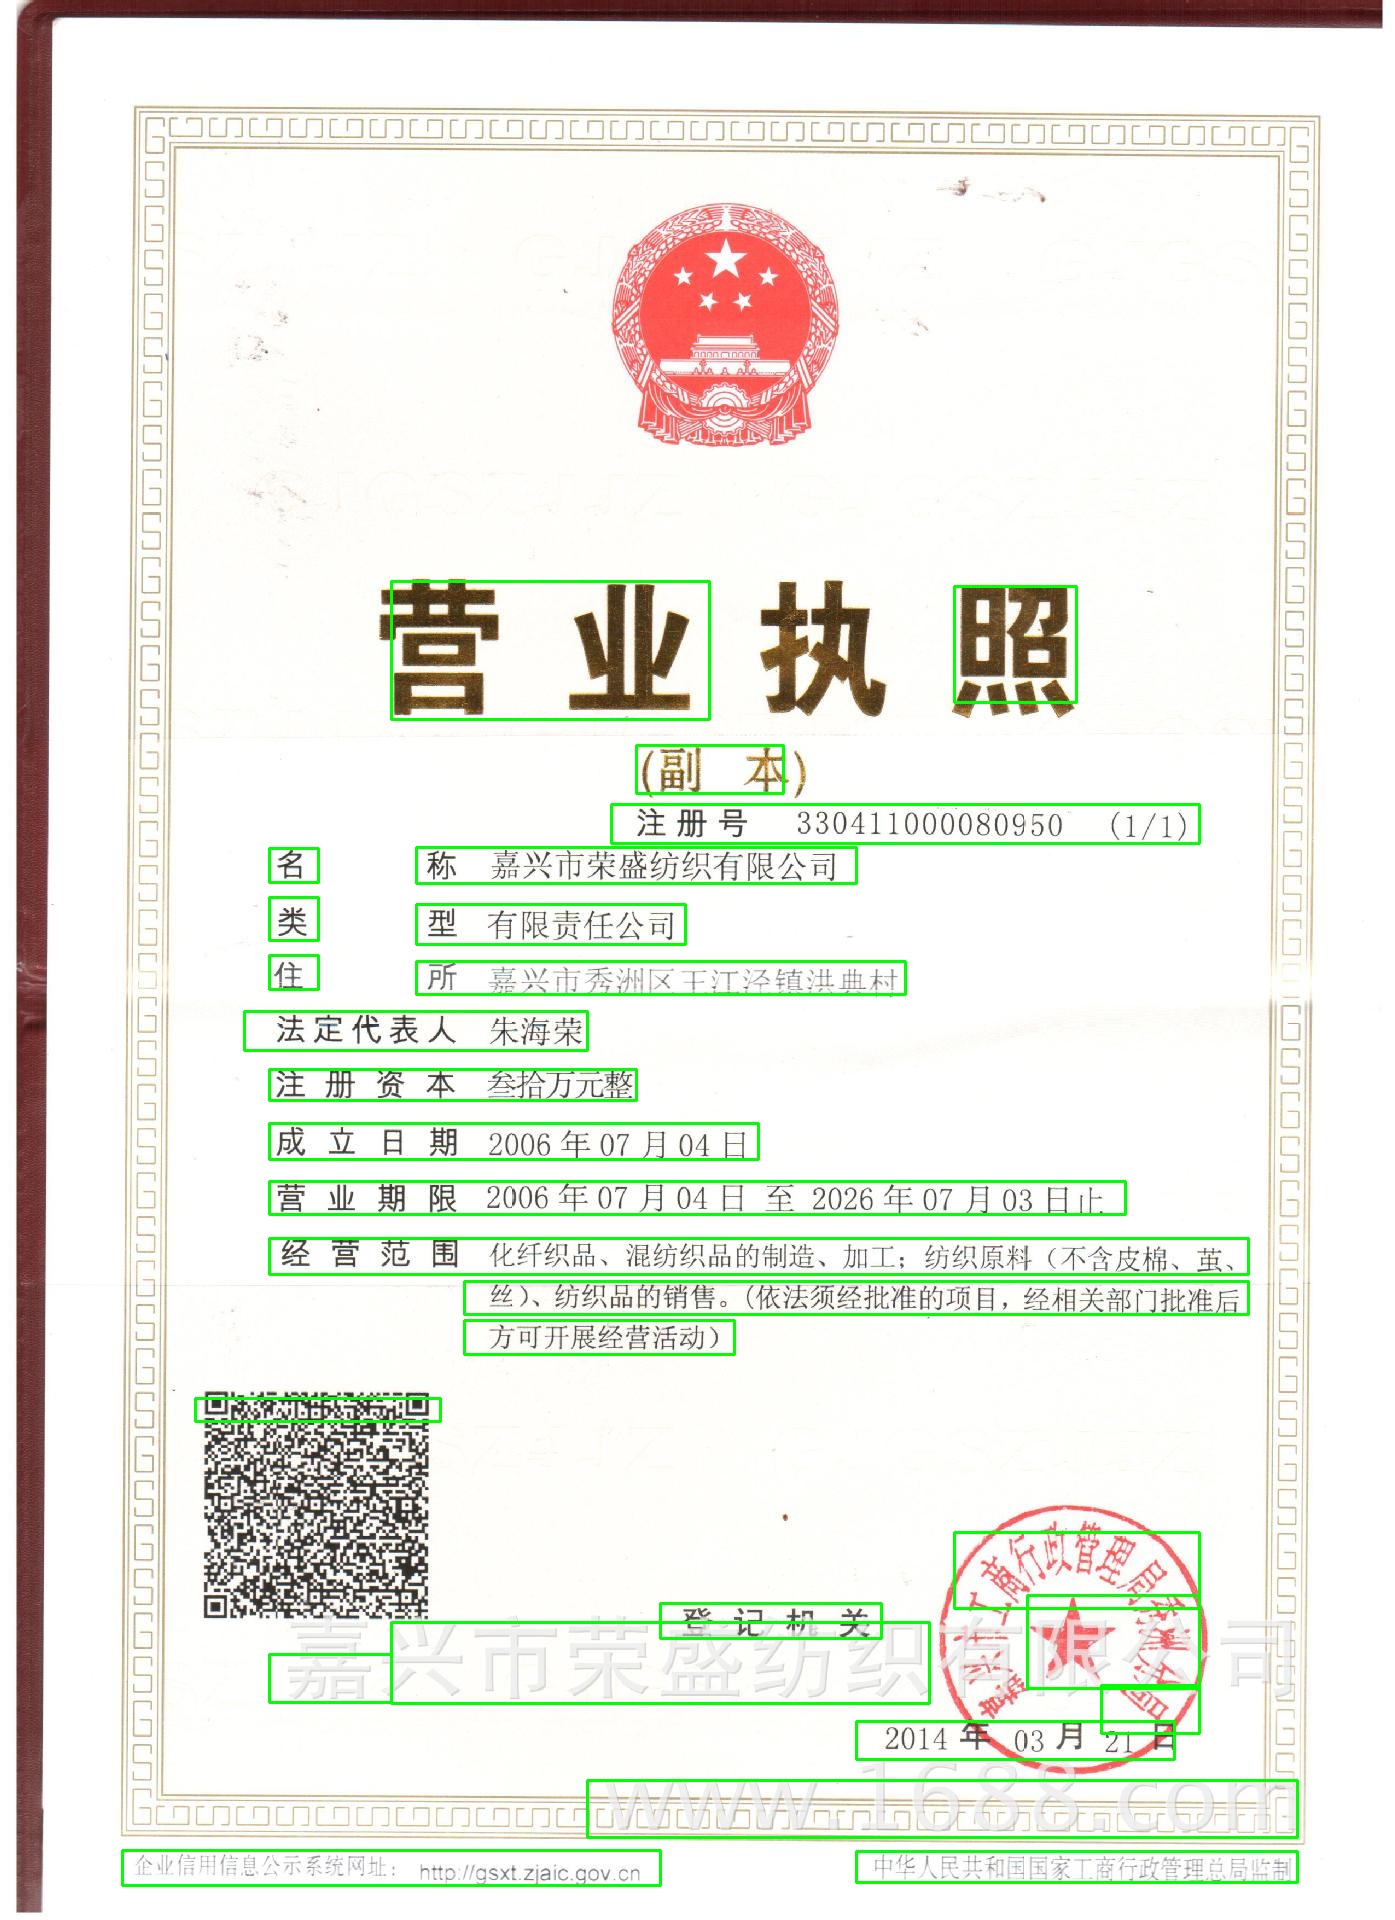 营业执照
(副 本)
注册号 330411000080950 (1/1)
名 称 嘉兴市荣盛纺织有限公司
类 型 有限责任公司
住 所 嘉兴市秀洲区王江泾镇洪典村
法定代表人 朱海荣
注册资本 叁拾万元整
成立日期 2006年07月04日
营业期限 2006年07月04日 至 2026年07月03日止
经营范围 化纤织品、混纺织品的制造、加工；纺织原料（不含皮棉、茧、
丝）、纺织品的销售。(依法须经批准的项目，经相关部门批准后
方可开展经营活动）
登记机关
嘉兴市工商行政管理局秀洲分局
嘉兴市荣盛纺织有限公司
2014年03月21日
www.1688.com
企业信用信息公示系统网址： http://gsxt.zjaic.gov.cn
中华人民共和国国家工商行政管理总局监制